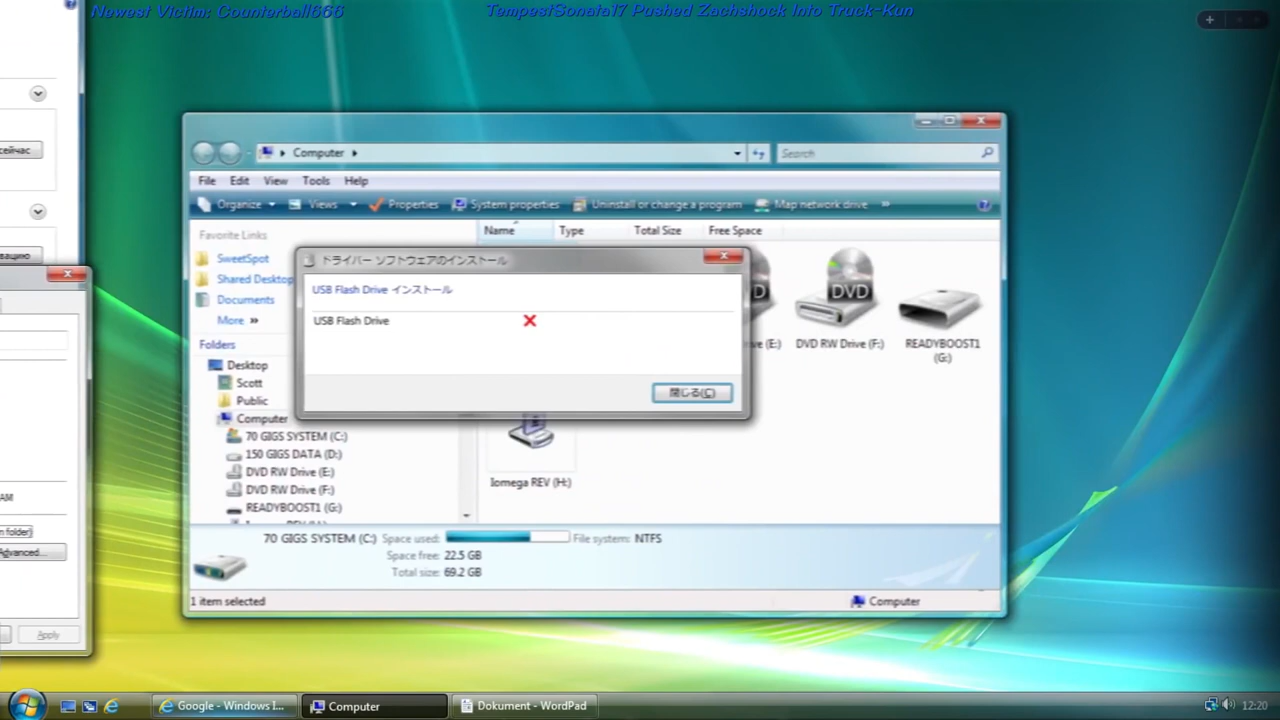 Newest Victim: Counterball666
TempestSonata17 Pushed Zachshock Into Truck-Kun
сейчас
Computer
Search
File Edit View Tools Help
Organize Views Properties System properties Uninstall or change a program Map network drive »
Favorite Links
Name Type Total Size Free Space
SweetSpot
Shared Desktop
Documents
More »
Folders
Desktop
Scott
Public
Computer
70 GIGS SYSTEM (C:)
150 GIGS DATA (D:)
DVD RW Drive (E:)
DVD RW Drive (F:)
READYBOOST1 (G:)
ドライバー ソフトウェアのインストール
USB Flash Drive インストール
USB Flash Drive
閉じる(C)
DVD
(E:)
DVD RW Drive (F:)
READYBOOST1
(G:)
Iomega REV (H:)
70 GIGS SYSTEM (C:) Space used: File system: NTFS
Space free: 22.5 GB
Total size: 69.2 GB
1 item selected
Computer
folder)
Advanced...
Apply
Google - Windows I...
Computer
Dokument - WordPad
12:20